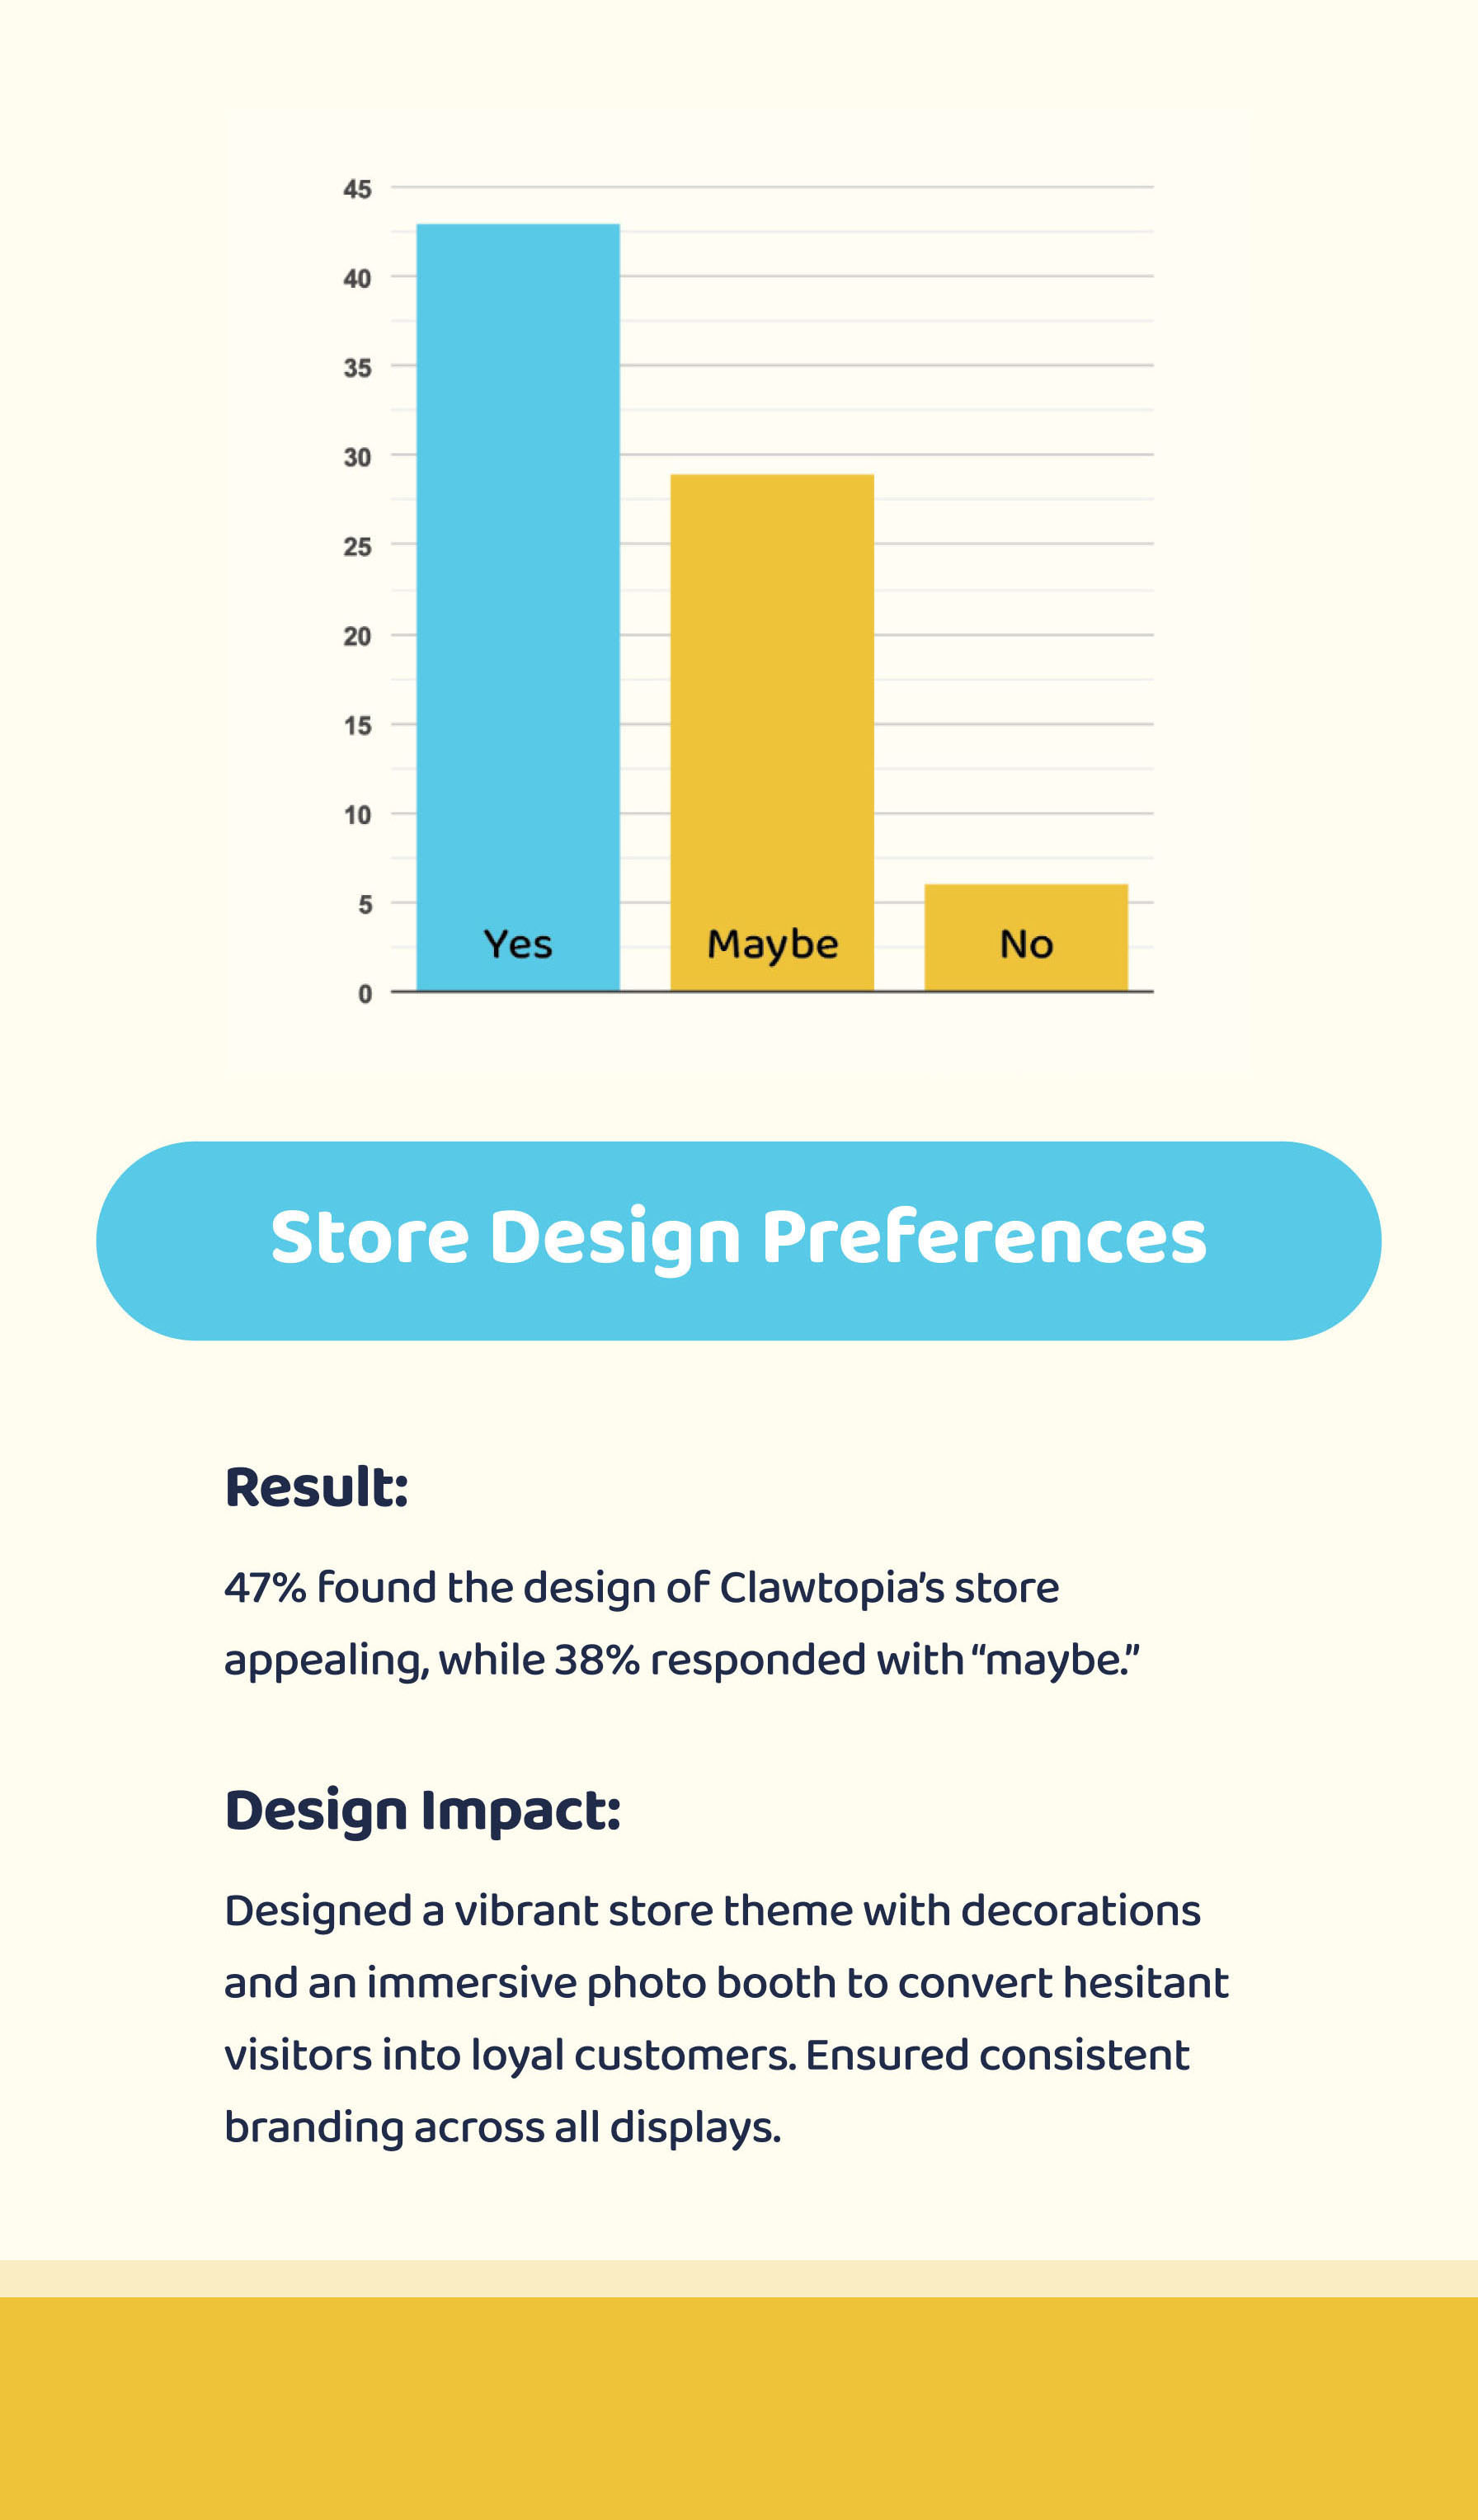 45
40
35
30
25
20
15
10
5
0
Yes Maybe No
Store Design Preferences
Result:
47% found the design of Clawtopia’s store
appealing, while 38% responded with “maybe.”
Design Impact:
Designed a vibrant store theme with decorations
and an immersive photo booth to convert hesitant
visitors into loyal customers. Ensured consistent
branding across all displays.